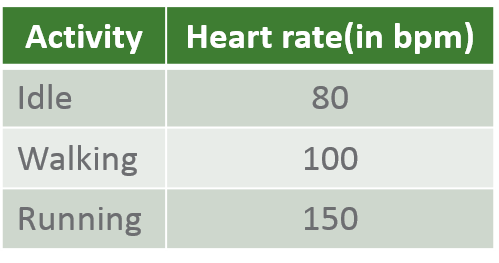 Activity Heart rate(in bpm)
Idle 80
Walking 100
Running 150